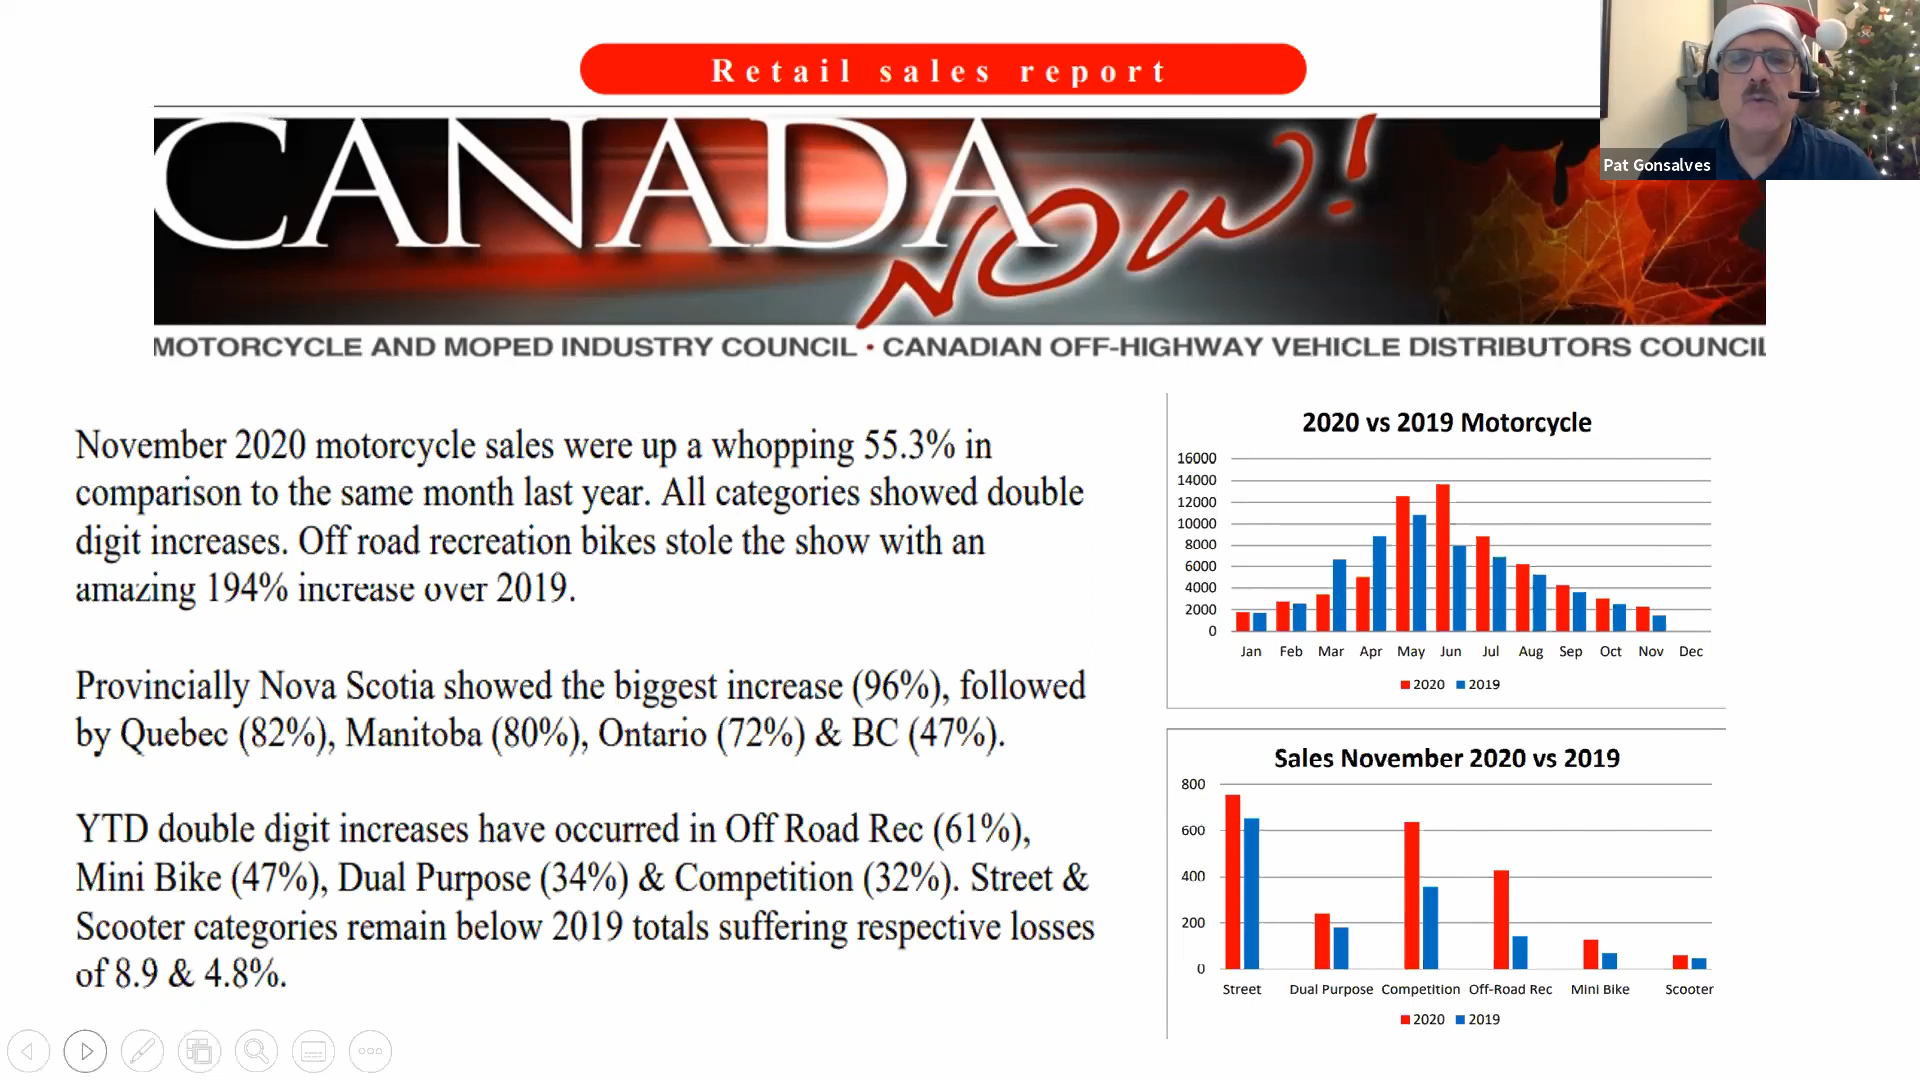 Retail sales report
Pat Gonsalves
CANADA NOW!
MOTORCYCLE AND MOPED INDUSTRY COUNCIL • CANADIAN OFF-HIGHWAY VEHICLE DISTRIBUTORS COUNCIL
November 2020 motorcycle sales were up a whopping 55.3% in
comparison to the same month last year. All categories showed double
digit increases. Off road recreation bikes stole the show with an
amazing 194% increase over 2019.
Provincially Nova Scotia showed the biggest increase (96%), followed
by Quebec (82%), Manitoba (80%), Ontario (72%) & BC (47%).
YTD double digit increases have occurred in Off Road Rec (61%),
Mini Bike (47%), Dual Purpose (34%) & Competition (32%). Street &
Scooter categories remain below 2019 totals suffering respective losses
of 8.9 & 4.8%.
2020 vs 2019 Motorcycle
16000
14000
12000
10000
8000
6000
4000
2000
0
Jan Feb Mar Apr May Jun Jul Aug Sep Oct Nov Dec
2020 2019
Sales November 2020 vs 2019
800
600
400
200
0
Street Dual Purpose Competition Off-Road Rec Mini Bike Scooter
2020 2019